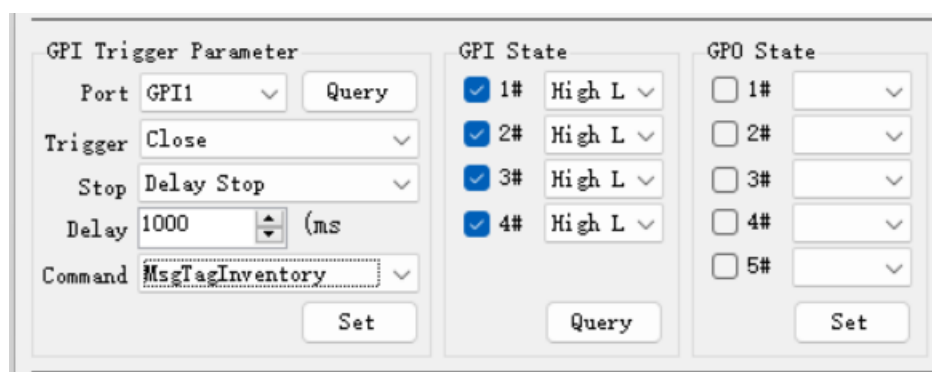 GPI Trigger Parameter
Port GPI1 Query
Trigger Close
Stop Delay Stop
Delay 1000 (ms
Command MsgTagInventory
Set
GPI State
1# High L
2# High L
3# High L
4# High L
Query
GPO State
1#
2#
3#
4#
5#
Set